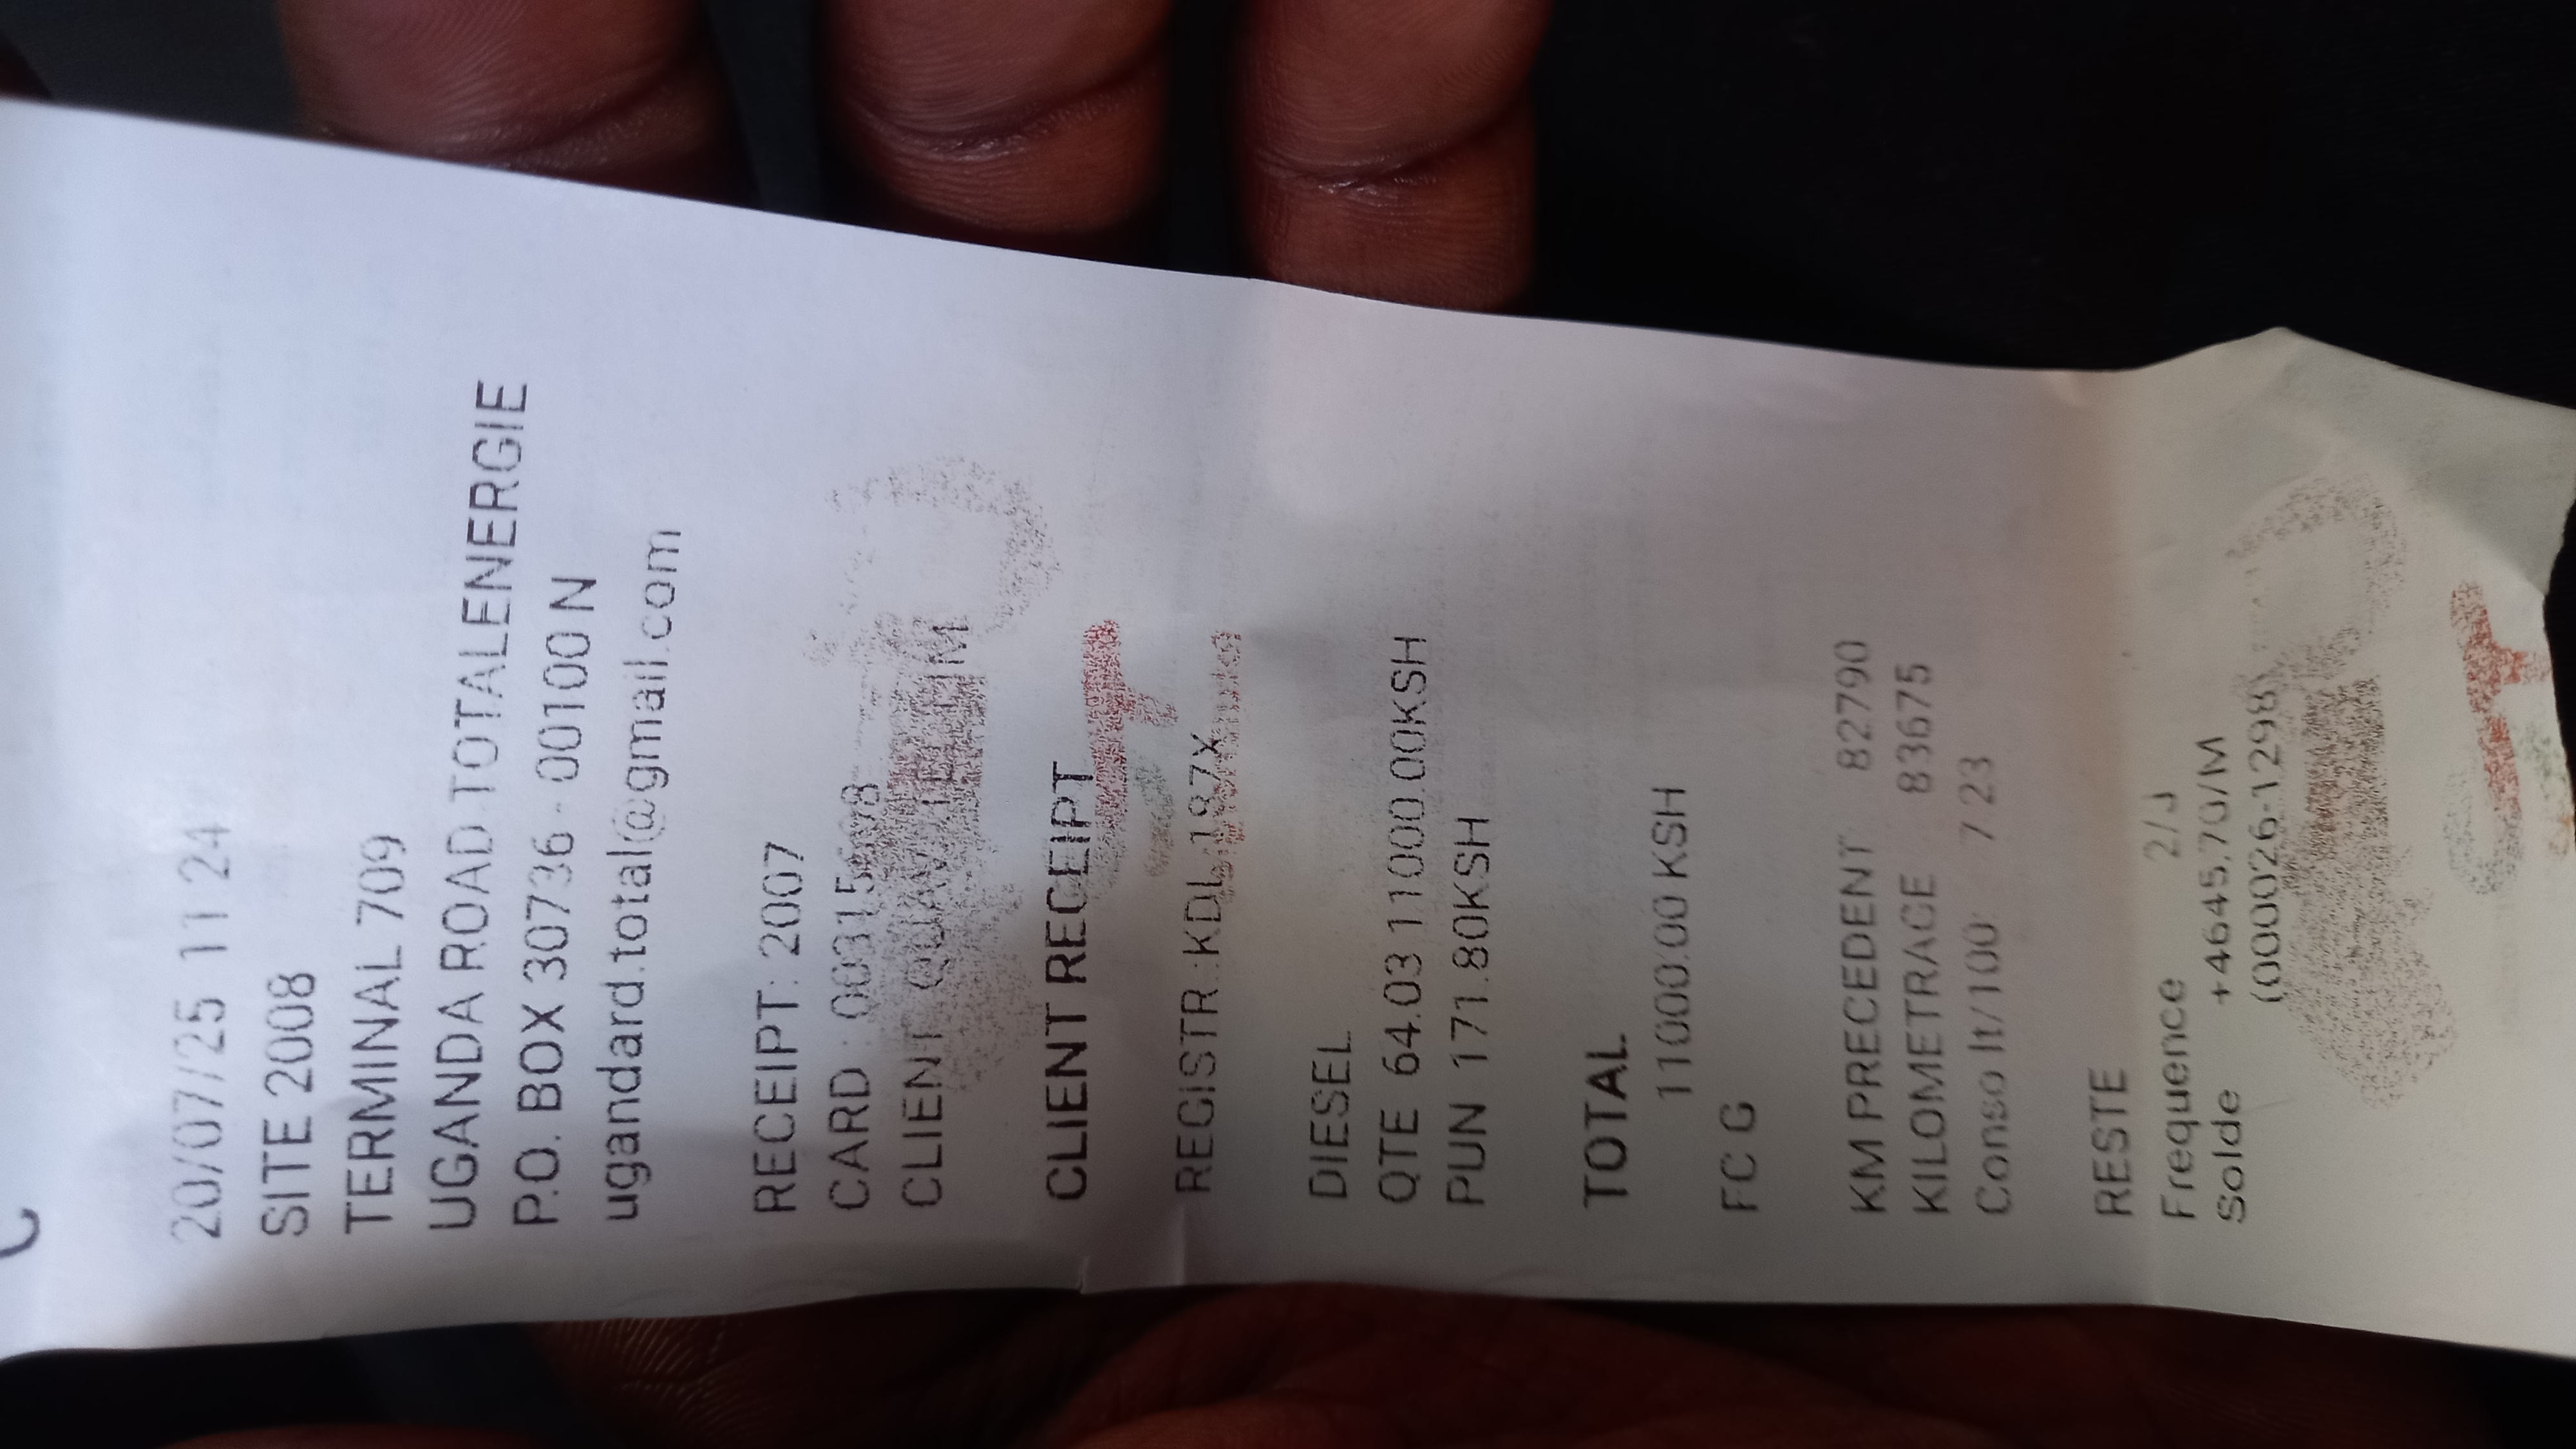 20/07/25 11 24
SITE 2008
TERMINAL 709
UGANDA ROAD TOTALENERGIE
P.O. BOX 30736 - 00100 N
ugandard.total@gmail.com
RECEIPT: 2007
CARD :
CLIENT
CLIENT RECEIPT
REGISTR.:KDL 197X
DIESEL
QTE 64.03 11000.00KSH
PUN 171.80KSH
TOTAL
11000.00 KSH
FC G
KM PRECEDENT 82790
KILOMETRAGE 83675
Conso lt/100: 7 23
RESTE
Frequence 2/J
Solde +4645.70/M
(000026-1298)